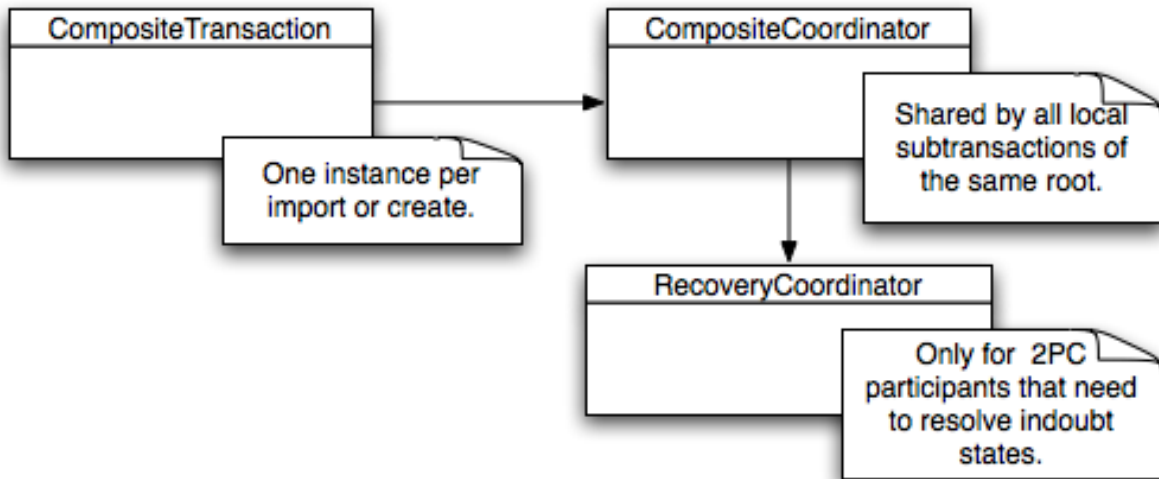 CompositeTransaction
One instance per
import or create.
CompositeCoordinator
Shared by all local
subtransactions of
the same root.
RecoveryCoordinator
Only for 2PC
participants that need
to resolve indoubt
states.